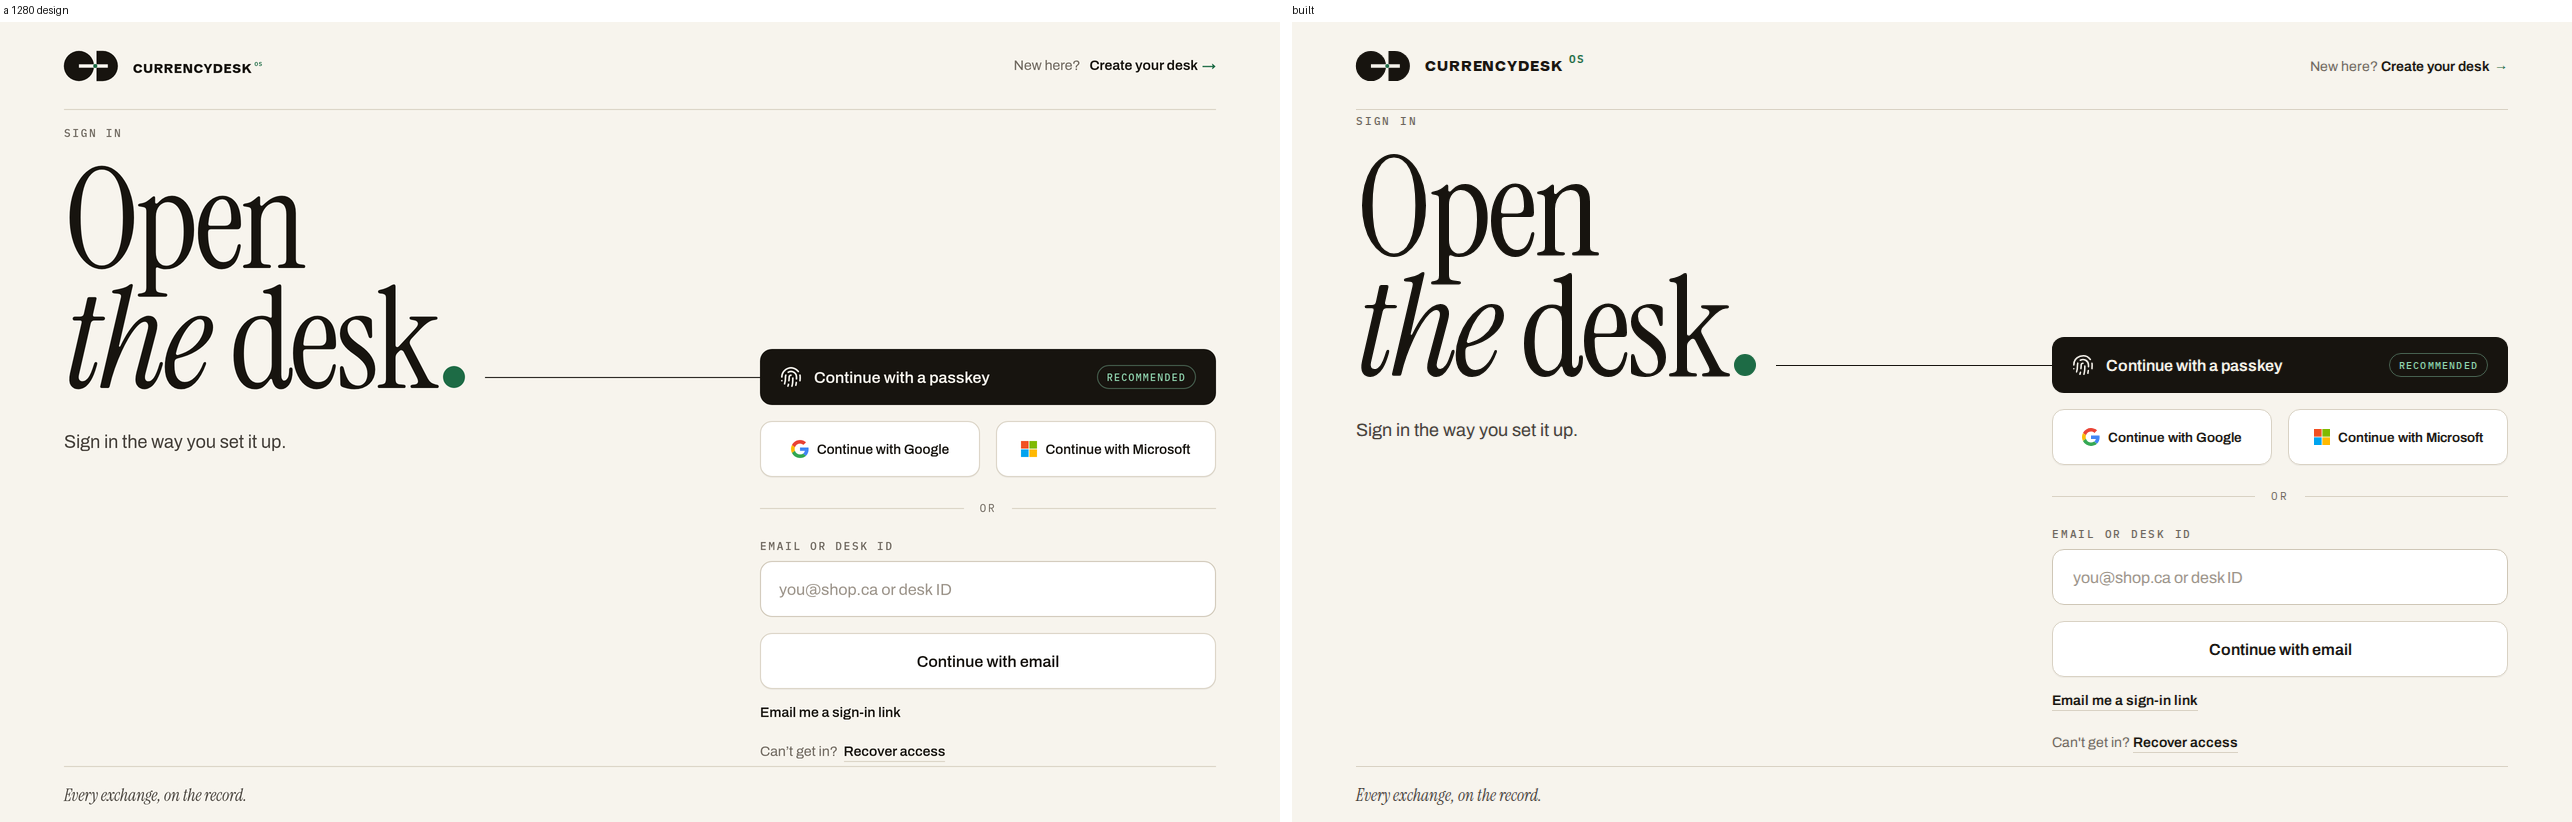 a 1280 design
CURRENCYDESK OS
New here? Create your desk →
SIGN IN
Open
the desk.
Continue with a passkey RECOMMENDED
Sign in the way you set it up.
Continue with Google
Continue with Microsoft
OR
EMAIL OR DESK ID
you@shop.ca or desk ID
Continue with email
Email me a sign-in link
Can't get in? Recover access
Every exchange, on the record.
built
CURRENCYDESK OS
New here? Create your desk →
SIGN IN
Open
the desk.
Continue with a passkey RECOMMENDED
Sign in the way you set it up.
Continue with Google
Continue with Microsoft
OR
EMAIL OR DESK ID
you@shop.ca or desk ID
Continue with email
Email me a sign-in link
Can't get in? Recover access
Every exchange, on the record.